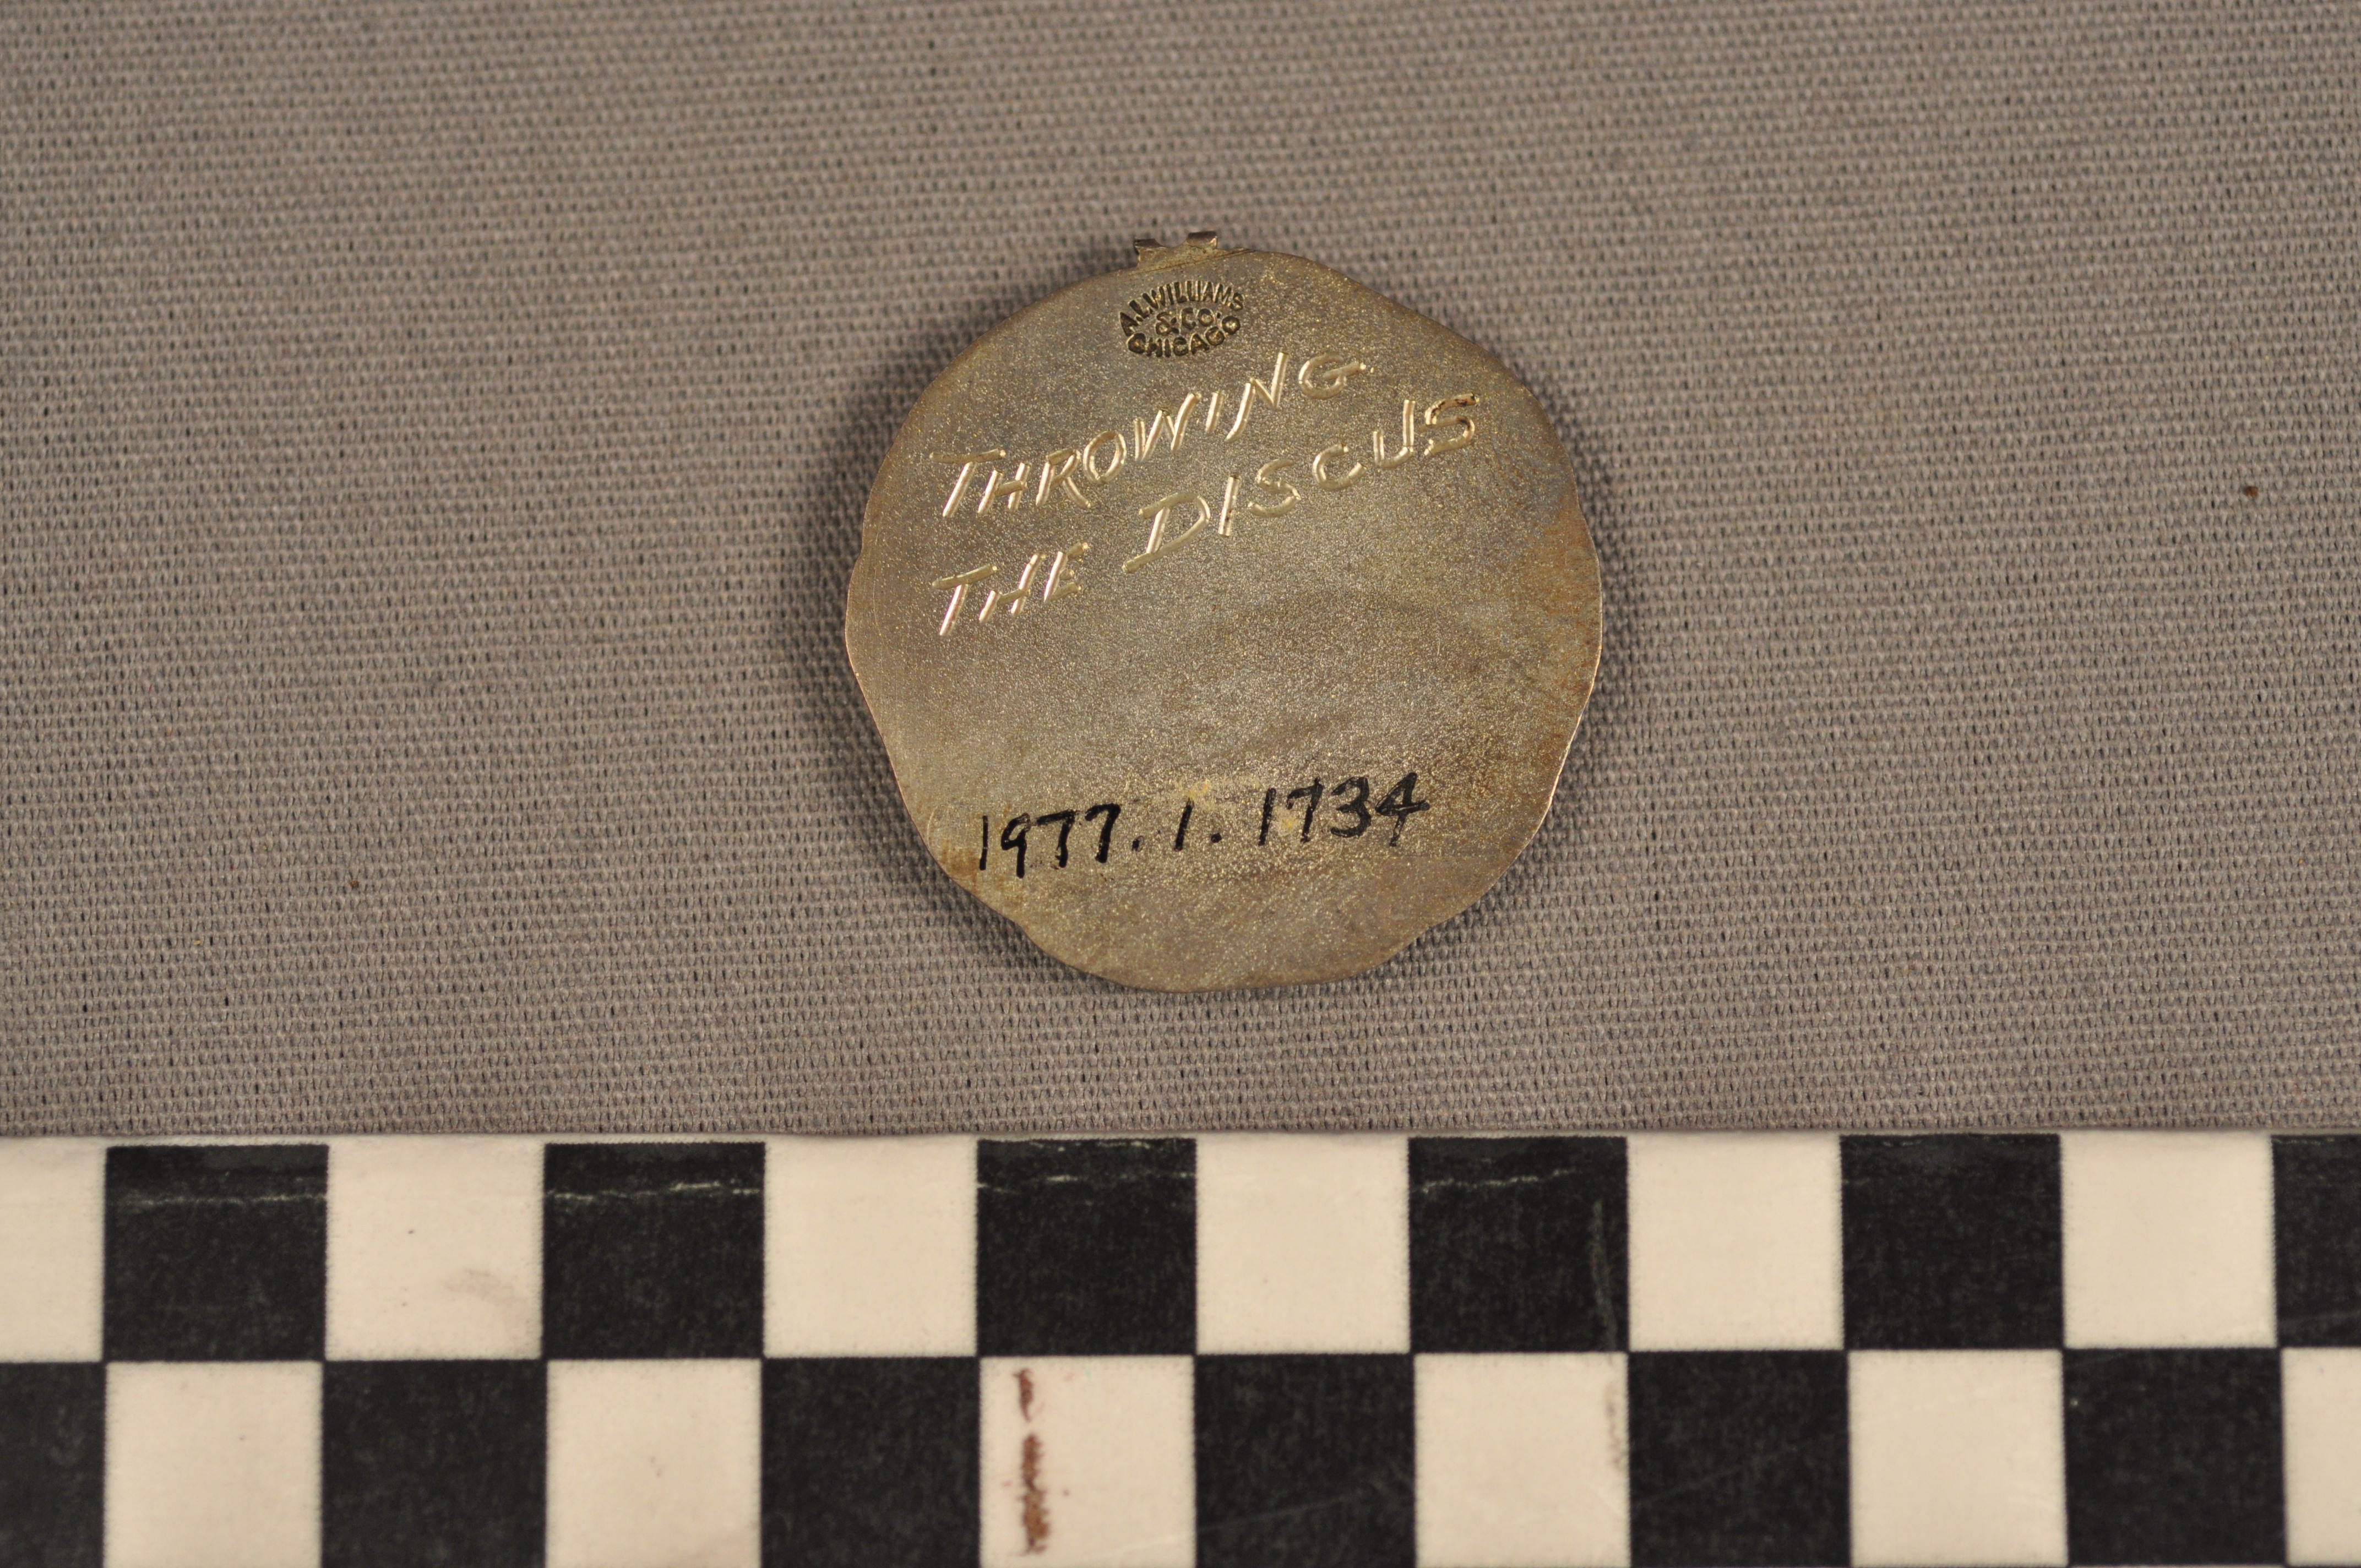 A.L. WILLIAMS
& CO.
CHICAGO
THROWING
THE DISCUS
1977.1.1734